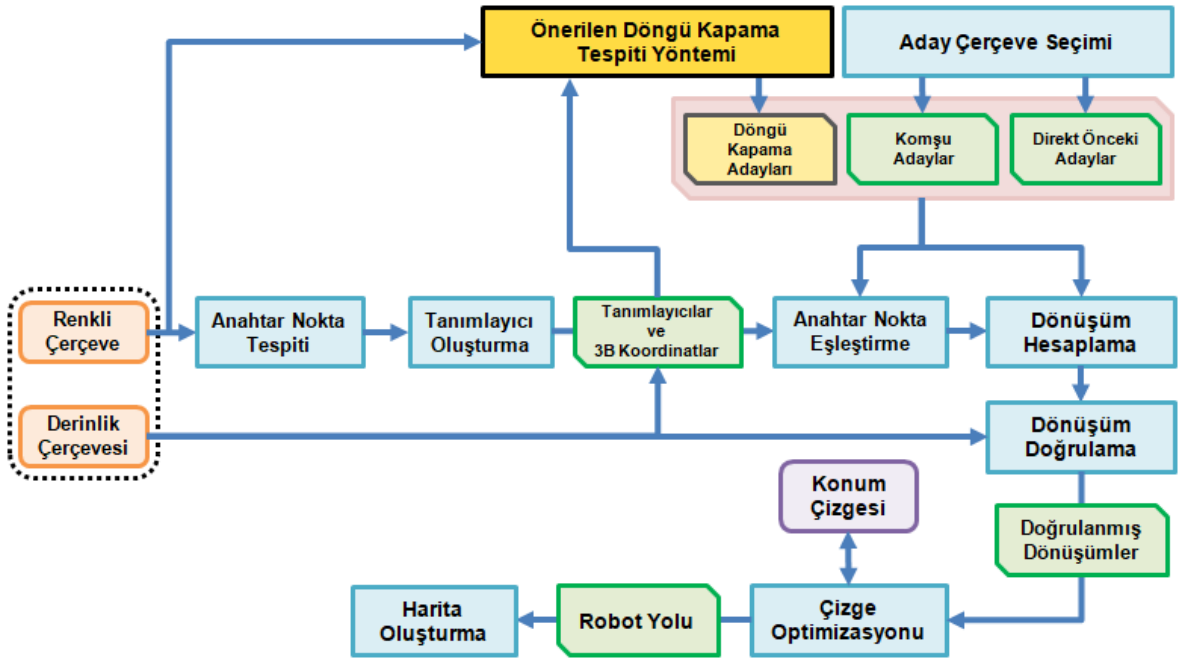 Önerilen Döngü Kapama
Tespiti Yöntemi
Aday Çerçeve Seçimi
Döngü
Kapama
Adayları
Komşu
Adaylar
Direkt Önceki
Adaylar
Renkli
Çerçeve
Anahtar Nokta
Tespiti
Tanımlayıcı
Oluşturma
Tanımlayıcılar
ve
3B Koordinatlar
Anahtar Nokta
Eşleştirme
Dönüşüm
Hesaplama
Derinlik
Çerçevesi
Dönüşüm
Doğrulama
Konum
Çizgesi
Doğrulanmış
Dönüşümler
Harita
Oluşturma
Robot Yolu
Çizge
Optimizasyonu